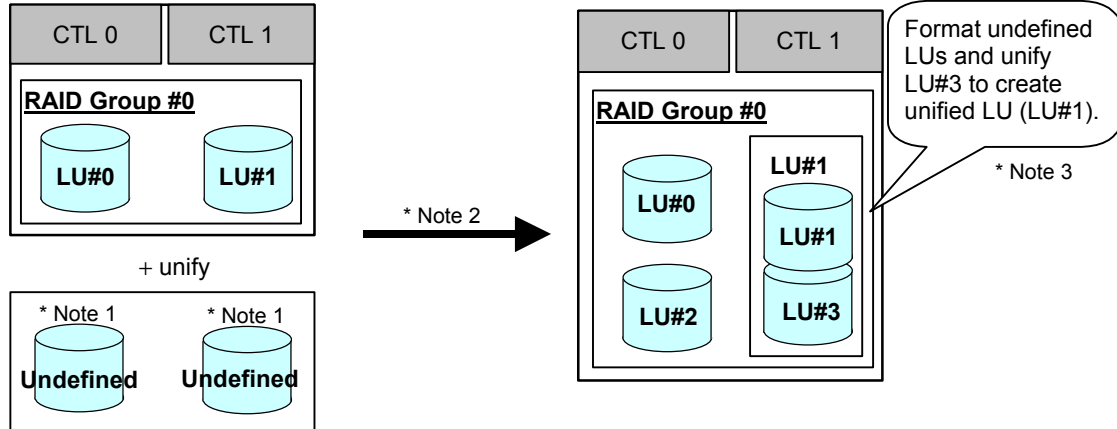 CTL 0
CTL 1
RAID Group #0
LU#0
LU#1
+ unify
* Note 1
* Note 1
Undefined
Undefined
* Note 2
CTL 0
CTL 1
RAID Group #0
LU#0
LU#2
LU#1
LU#1
LU#3
Format undefined
LUs and unify
LU#3 to create
unified LU (LU#1).
* Note 3